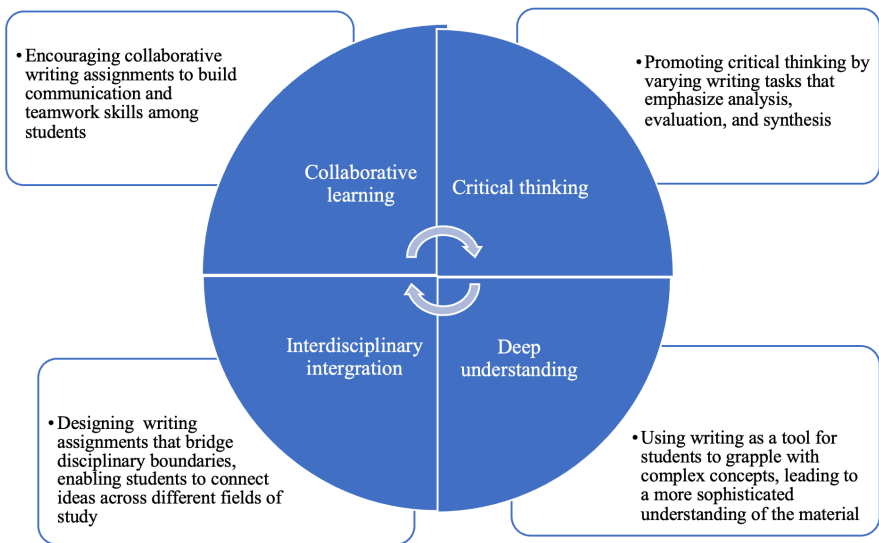 • Encouraging collaborative
writing assignments to build
communication and
teamwork skills among
students
• Promoting critical thinking by
varying writing tasks that
emphasize analysis,
evaluation, and synthesis
Collaborative
learning
Critical thinking
Interdisciplinary
intergration
Deep
understanding
• Designing writing
assignments that bridge
disciplinary boundaries,
enabling students to connect
ideas across different fields of
study
• Using writing as a tool for
students to grapple with
complex concepts, leading to
a more sophisticated
understanding of the material